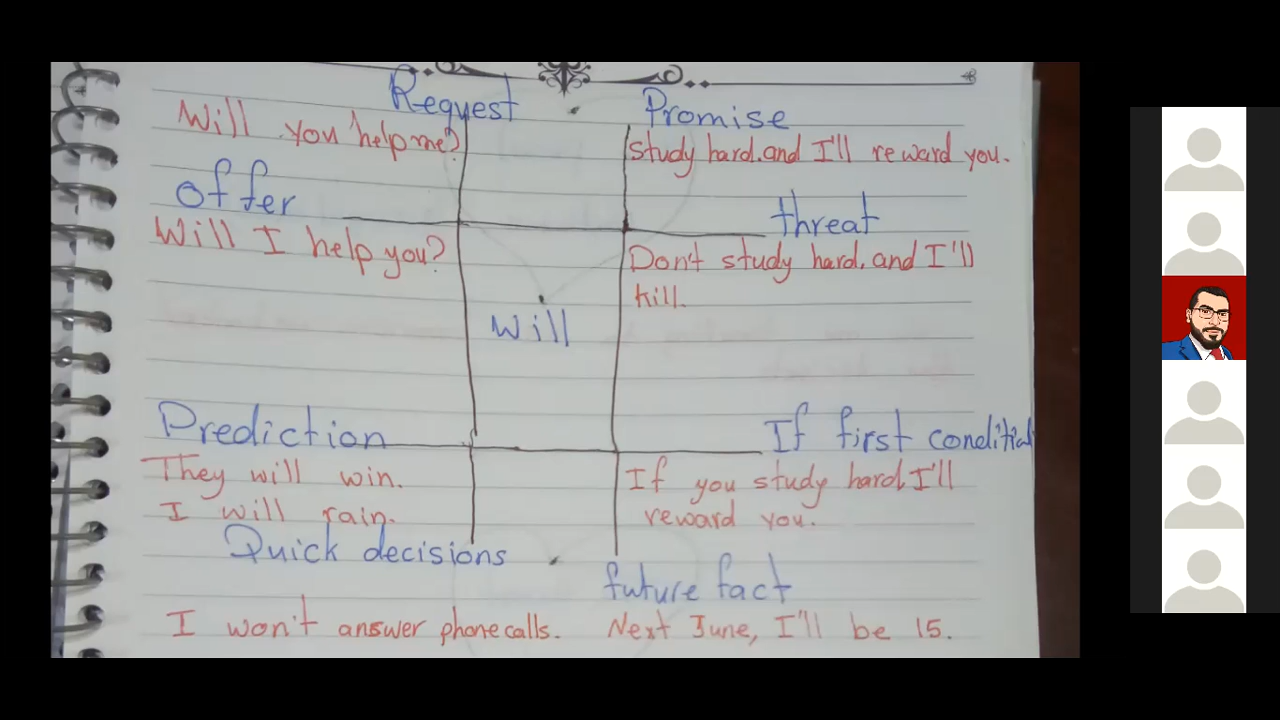 Request
Will you help me?
offer
Will I help you?
Promise
study hard. and I'll reward you.
threat
Don't study hard. and I'll
kill.
Will
Prediction
They will win.
I will rain.
Quick decisions
I won't answer phone calls.
If first conditial
If you study hard I'll
reward you.
future fact
Next June, I'll be 15.